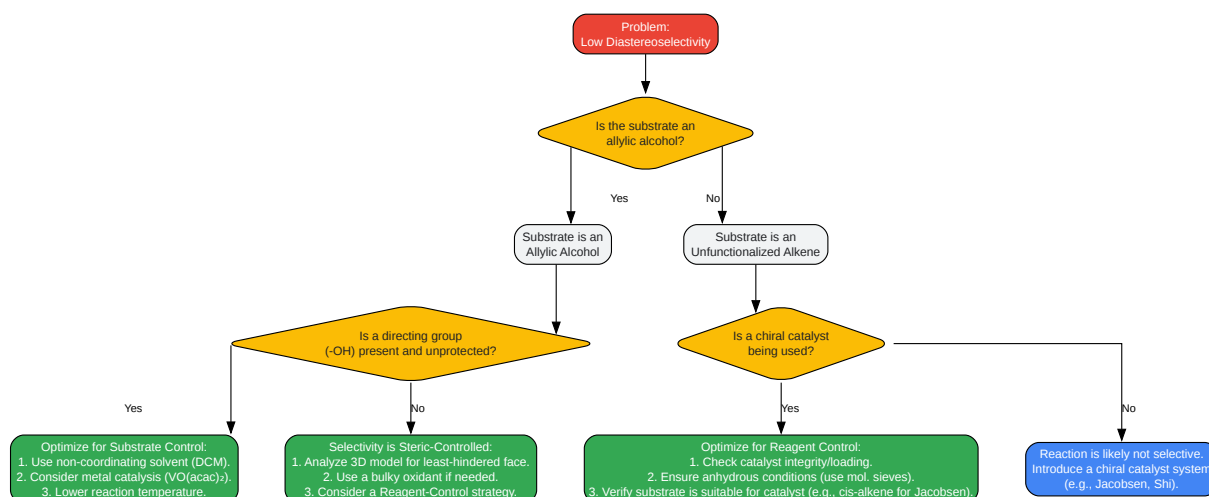 Problem:
Low Diastereoselectivity
Is the substrate an
allylic alcohol?
Yes
No
Substrate is an
Allylic Alcohol
Substrate is an
Unfunctionalized Alkene
Is a directing group
(-OH) present and unprotected?
Is a chiral catalyst
being used?
Yes
No
Yes
No
Optimize for Substrate Control:
1. Use non-coordinating solvent (DCM).
2. Consider metal catalysis (VO(acac)₂).
3. Lower reaction temperature.
Selectivity is Steric-Controlled:
1. Analyze 3D model for least-hindered face.
2. Use a bulky oxidant if needed.
3. Consider a Reagent-Control strategy.
Optimize for Reagent Control:
1. Check catalyst integrity/loading.
2. Ensure anhydrous conditions (use mol. sieves).
3. Verify substrate is suitable for catalyst (e.g., cis-alkene for Jacobsen).
Reaction is likely not selective.
Introduce a chiral catalyst system
(e.g., Jacobsen, Shi).